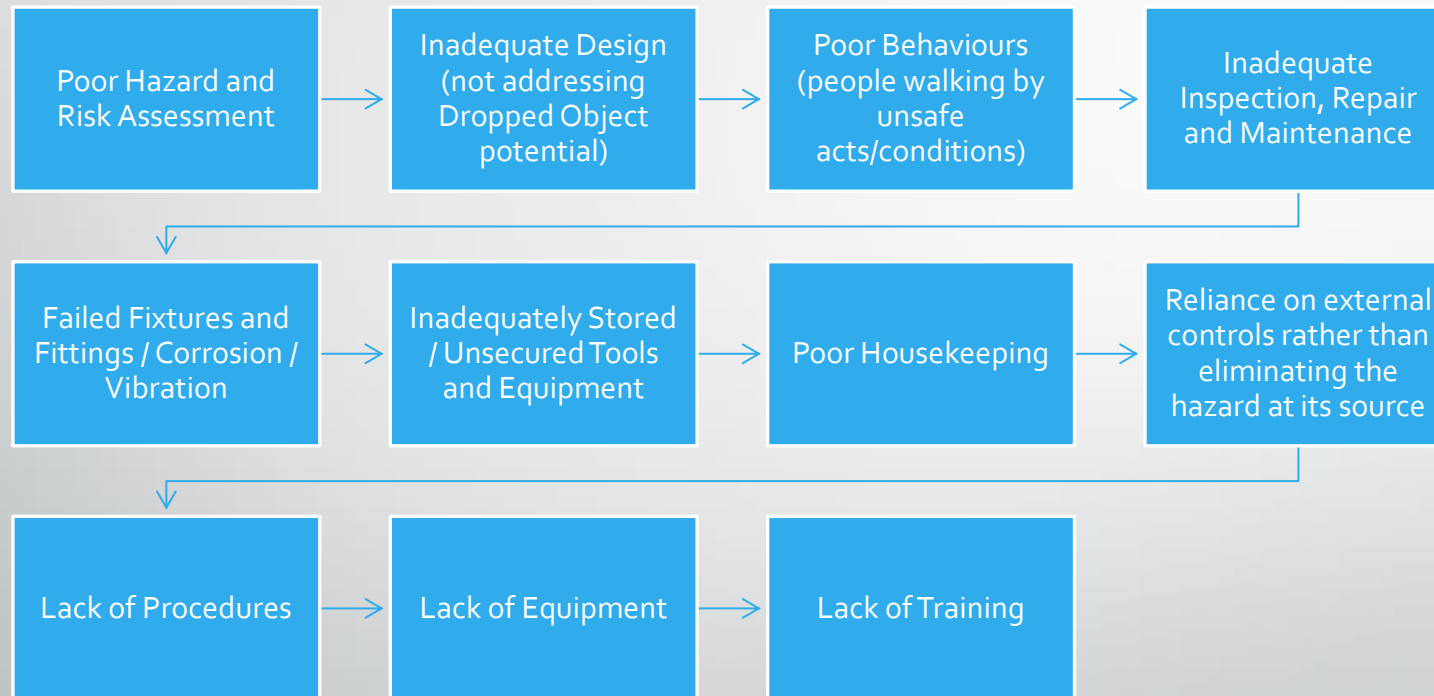 Poor Hazard and
Risk Assessment
Inadequate Design
(not addressing
Dropped Object
potential)
Poor Behaviours
(people walking by
unsafe
acts/conditions)
Inadequate
Inspection, Repair
and Maintenance
Failed Fixtures and
Fittings / Corrosion /
Vibration
Inadequately Stored
/ Unsecured Tools
and Equipment
Poor Housekeeping
Reliance on external
controls rather than
eliminating the
hazard at its source
Lack of Procedures
Lack of Equipment
Lack of Training